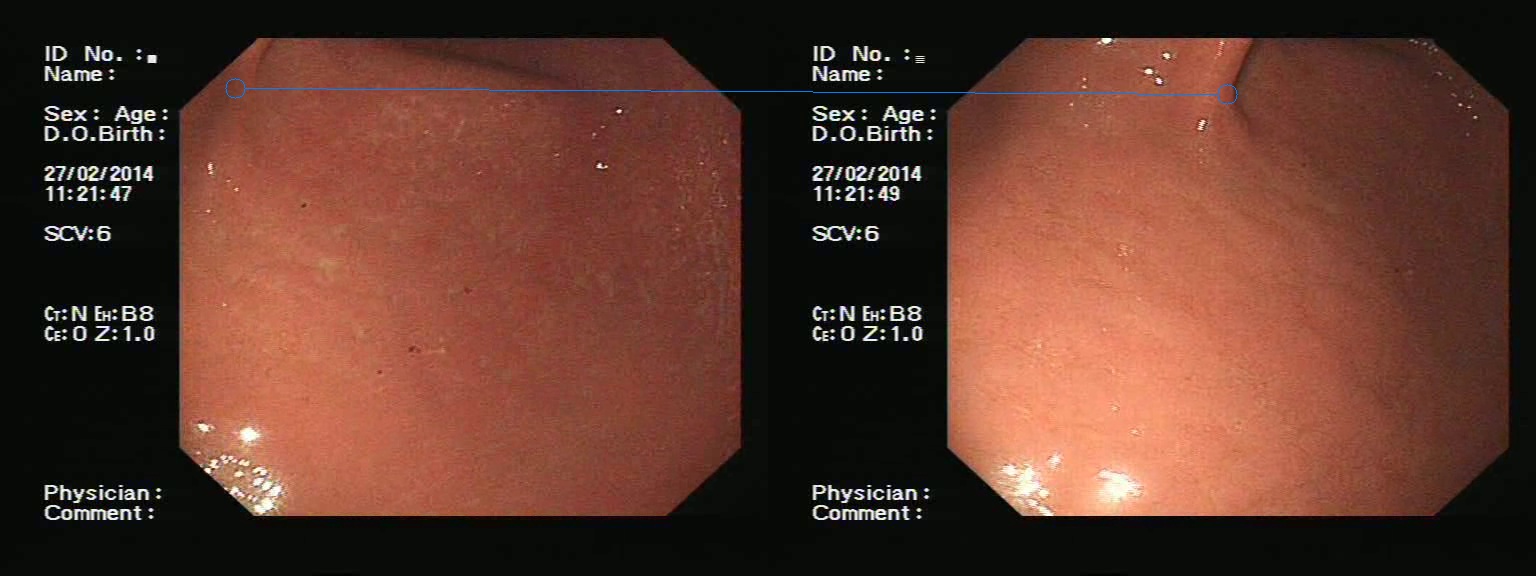 ID No. :
Name:
Sex: Age:
D.O.Birth:
27/02/2014
11:21:47
SCV:6
CT:N EH:B8
CE:0 Z:1.0
Physician:
Comment:
ID No. :
Name:
Sex: Age:
D.O.Birth:
27/02/2014
11:21:49
SCV:6
CT:N EH:B8
CE:0 Z:1.0
Physician:
Comment: